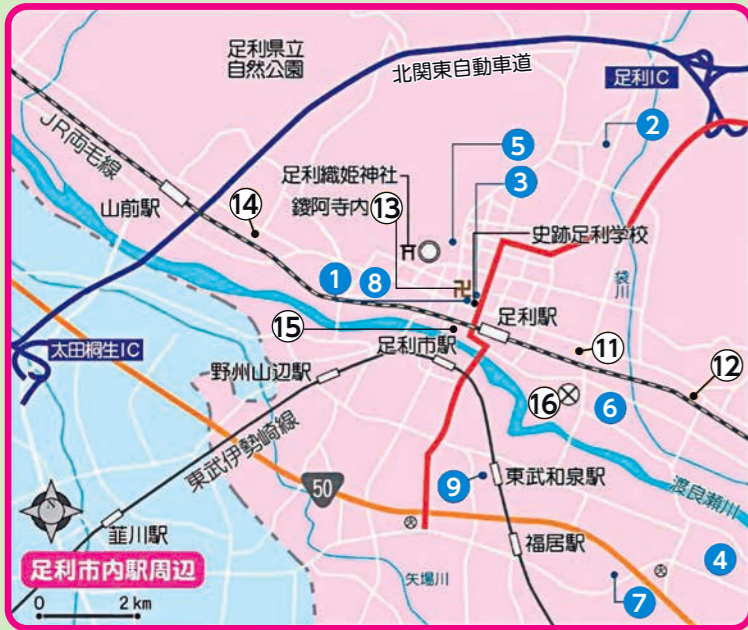 足利県立
自然公園
北関東自動車道
足利IC
②
JR両毛線
⑤
足利織姫神社
③
山前駅
⑭
鑁阿寺内⑬
史跡足利学校
袋川
①
⑧
卍
足利駅
太田桐生IC
⑮
足利市駅
⑪
野州山辺駅
⑫
⑯
⑥
東武伊勢崎線
50
⑨
東武和泉駅
渡良瀬川
N
韮川駅
福居駅
④
足利市内駅周辺
矢場川
0 2km
⑦